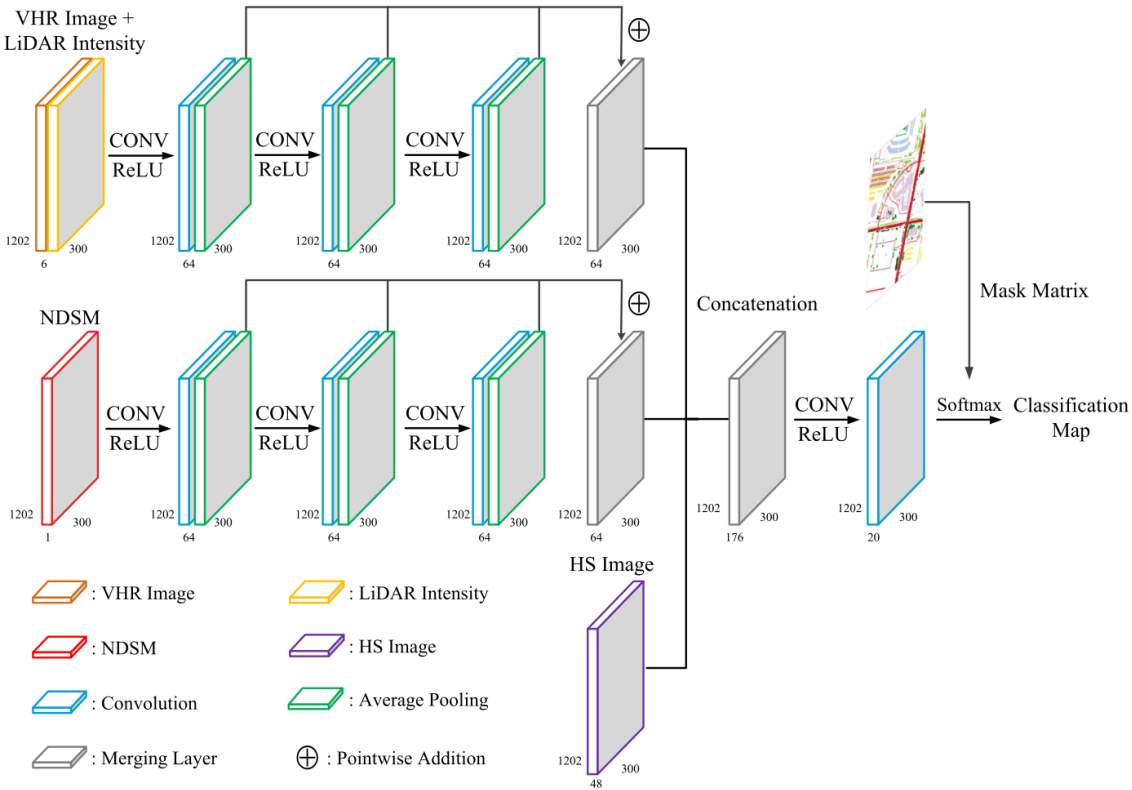 VHR Image +
LiDAR Intensity
CONV
ReLU
CONV
ReLU
CONV
ReLU
1202
300
6
1202
300
64
1202
300
64
1202
300
64
1202
300
64
NDSM
CONV
ReLU
CONV
ReLU
CONV
ReLU
1202
300
1
1202
300
64
1202
300
64
1202
300
64
1202
300
64
Concatenation
1202
300
176
CONV
ReLU
1202
300
20
Mask Matrix
Softmax
Classification
Map
HS Image
1202
300
48
: VHR Image
: LiDAR Intensity
: NDSM
: HS Image
: Convolution
: Average Pooling
: Merging Layer
: Pointwise Addition